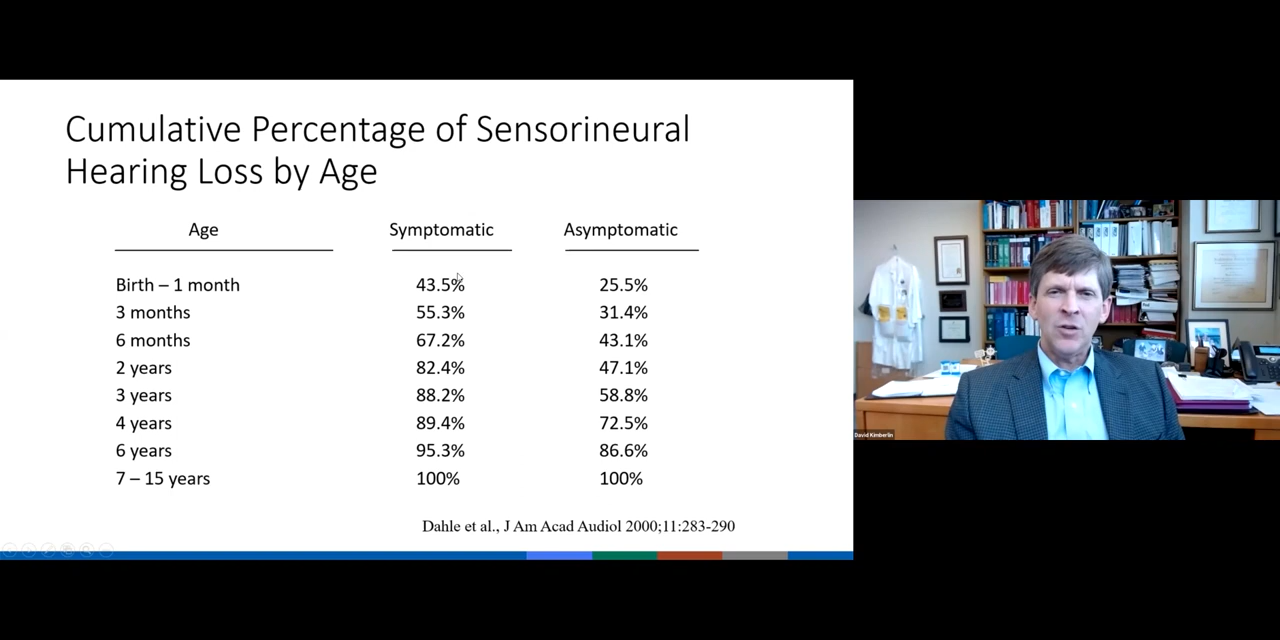 Cumulative Percentage of Sensorineural
Hearing Loss by Age
Age Symptomatic Asymptomatic
Birth – 1 month 43.5% 25.5%
3 months 55.3% 31.4%
6 months 67.2% 43.1%
2 years 82.4% 47.1%
3 years 88.2% 58.8%
4 years 89.4% 72.5%
6 years 95.3% 86.6%
7 – 15 years 100% 100%
Dahle et al., J Am Acad Audiol 2000;11:283-290
David Kimberlin